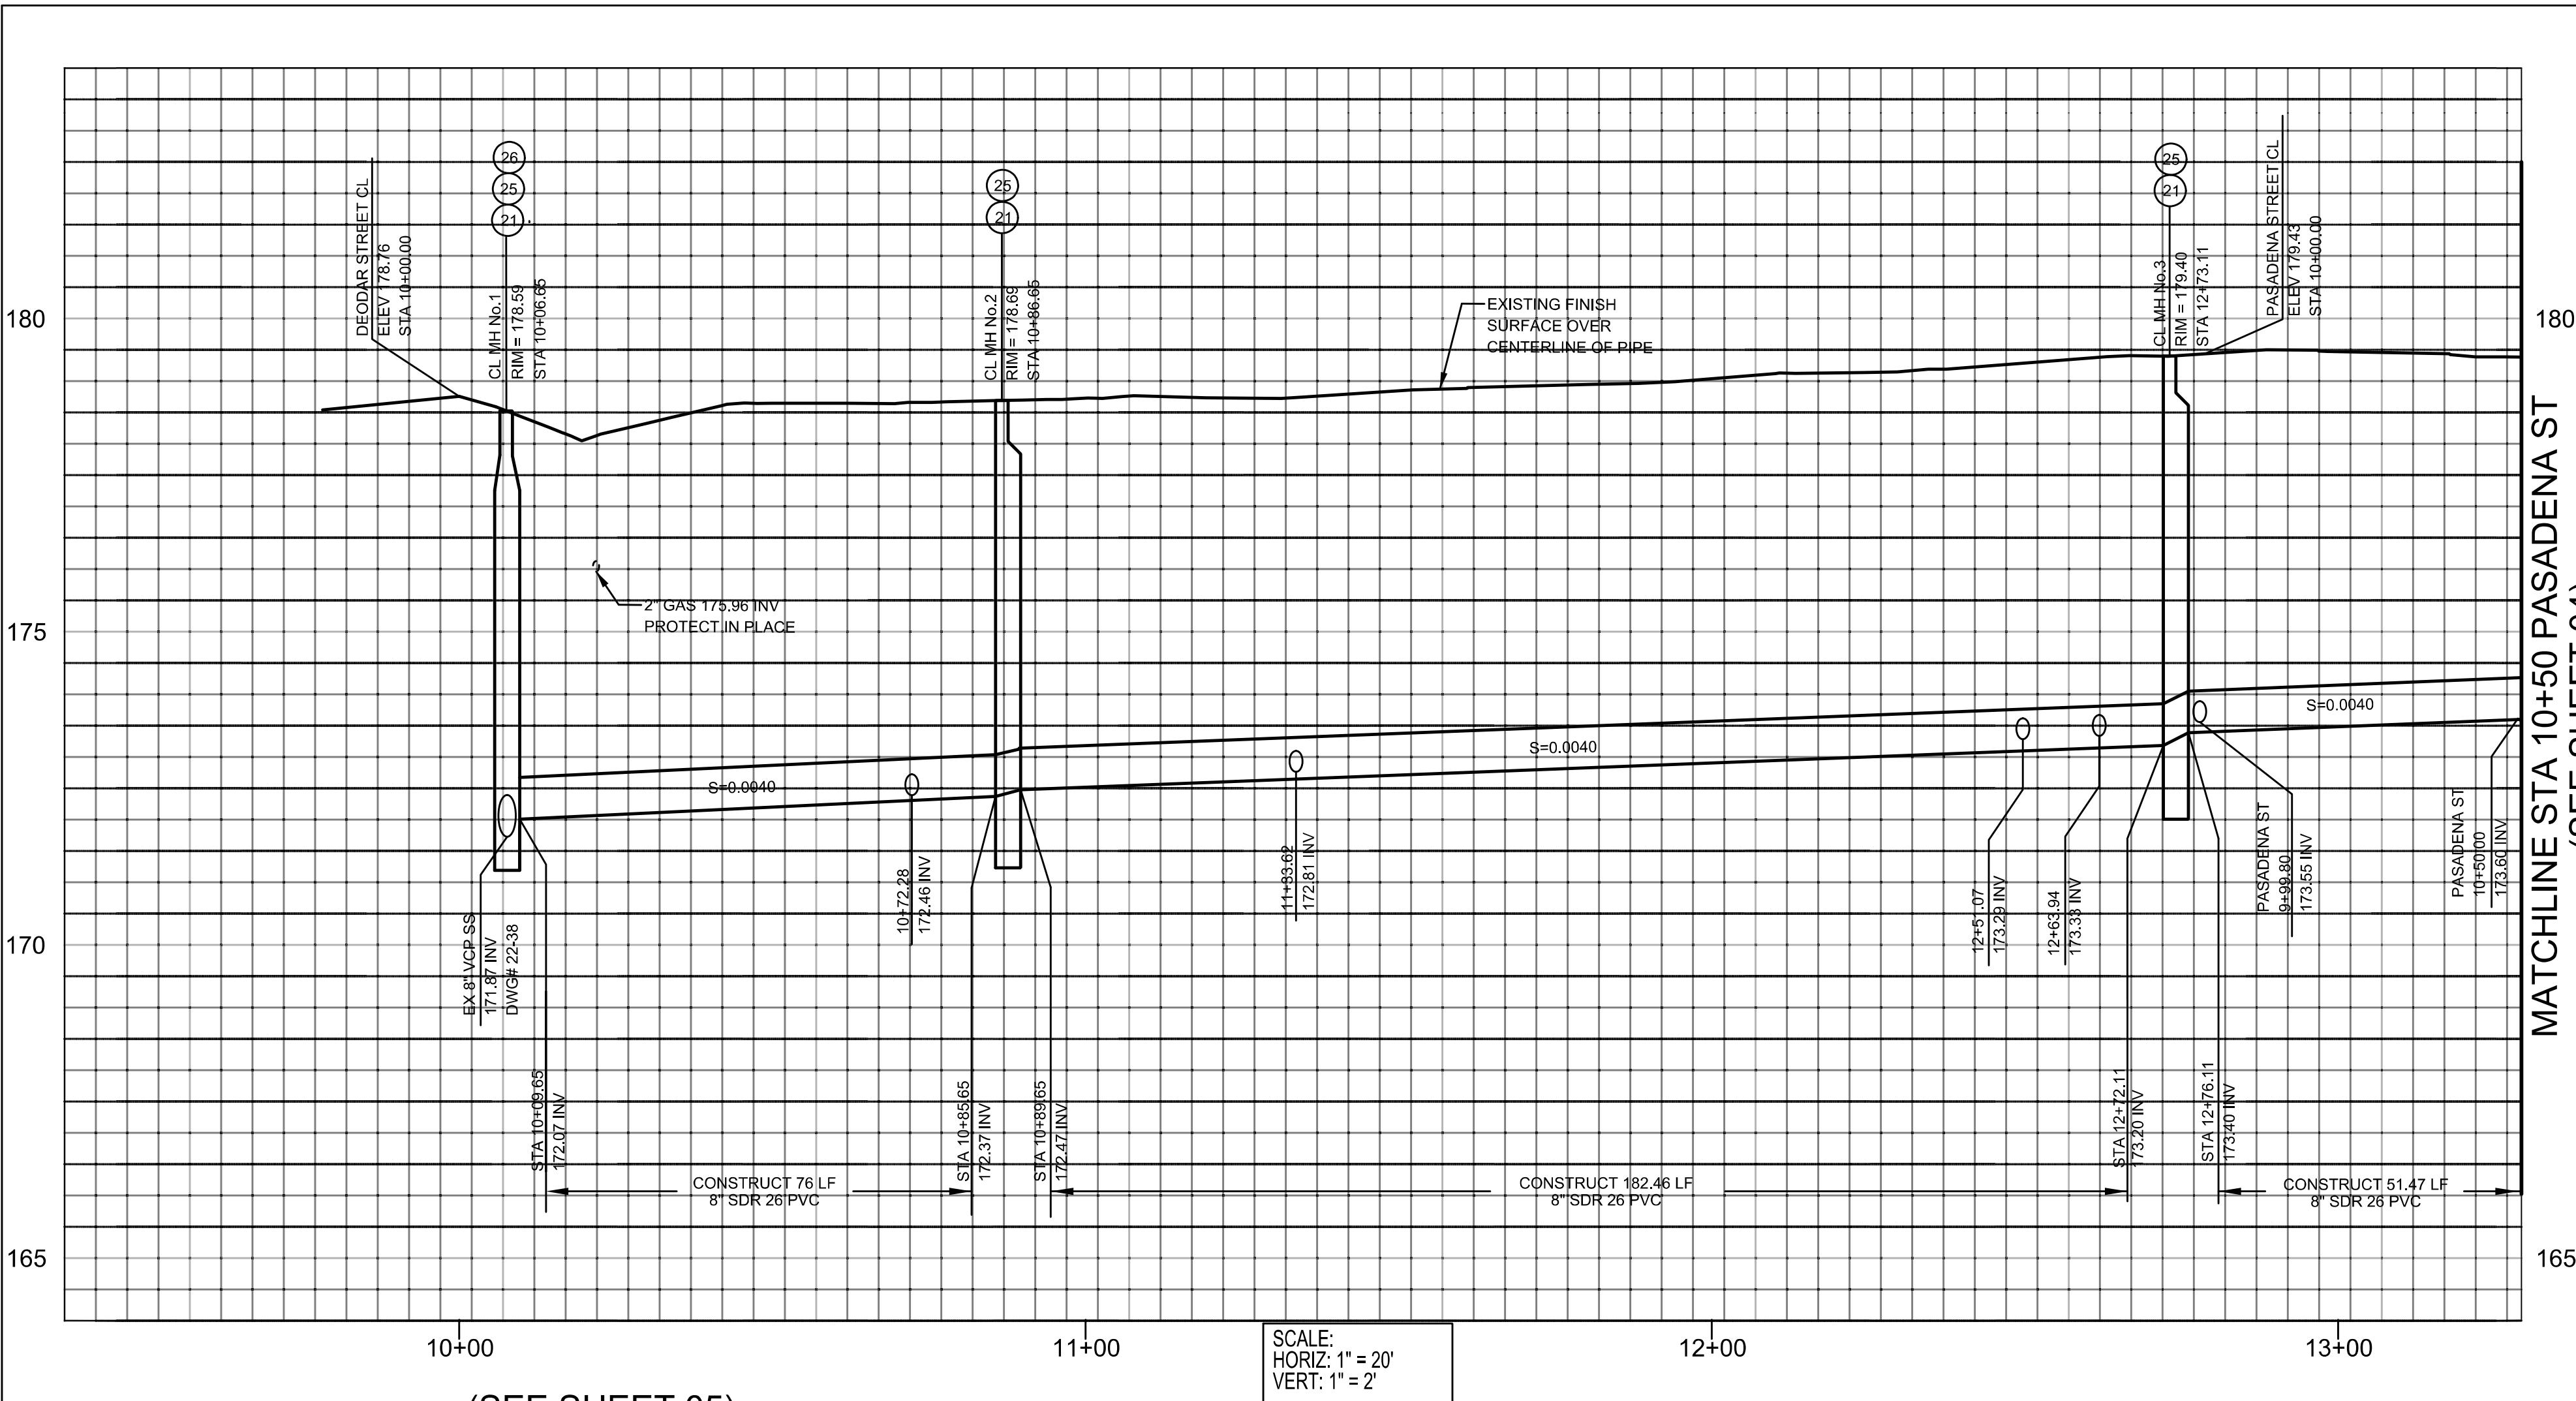 26
25
21
DEODAR STREET CL
ELEV 178.76
STA 10+00.00
CL MH No.1
RIM = 178.59
STA 10+06.65
25
21
CL MH No.2
RIM = 178.69
STA 10+86.65
EXISTING FINISH
SURFACE OVER
CENTERLINE OF PIPE
25
21
CL MH No.3
RIM = 179.40
STA 12+73.11
PASADENA STREET CL
ELEV 179.43
STA 10+00.00
180
180
175
170
165
165
2" GAS 175.96 INV
PROTECT IN PLACE
S=0.0040
S=0.0040
S=0.0040
EX 8" VCP SS
171.87 INV
DWG# 22-38
10+72.28
172.46 INV
11+33.62
172.81 INV
12+51.07
173.29 INV
12+63.94
173.33 INV
PASADENA ST
9+99.80
173.55 INV
PASADENA ST
10+50.00
173.60 INV
STA 10+09.65
172.07 INV
STA 10+85.65
172.37 INV
STA 10+89.65
172.47 INV
STA 12+72.11
173.20 INV
STA 12+76.11
173.40 INV
CONSTRUCT 76 LF
8" SDR 26 PVC
CONSTRUCT 182.46 LF
8" SDR 26 PVC
CONSTRUCT 51.47 LF
8" SDR 26 PVC
MATCHLINE STA 10+50 PASADENA ST
10+00
11+00
12+00
13+00
SCALE:
HORIZ: 1" = 20'
VERT: 1" = 2'
(SEE SHEET 05)